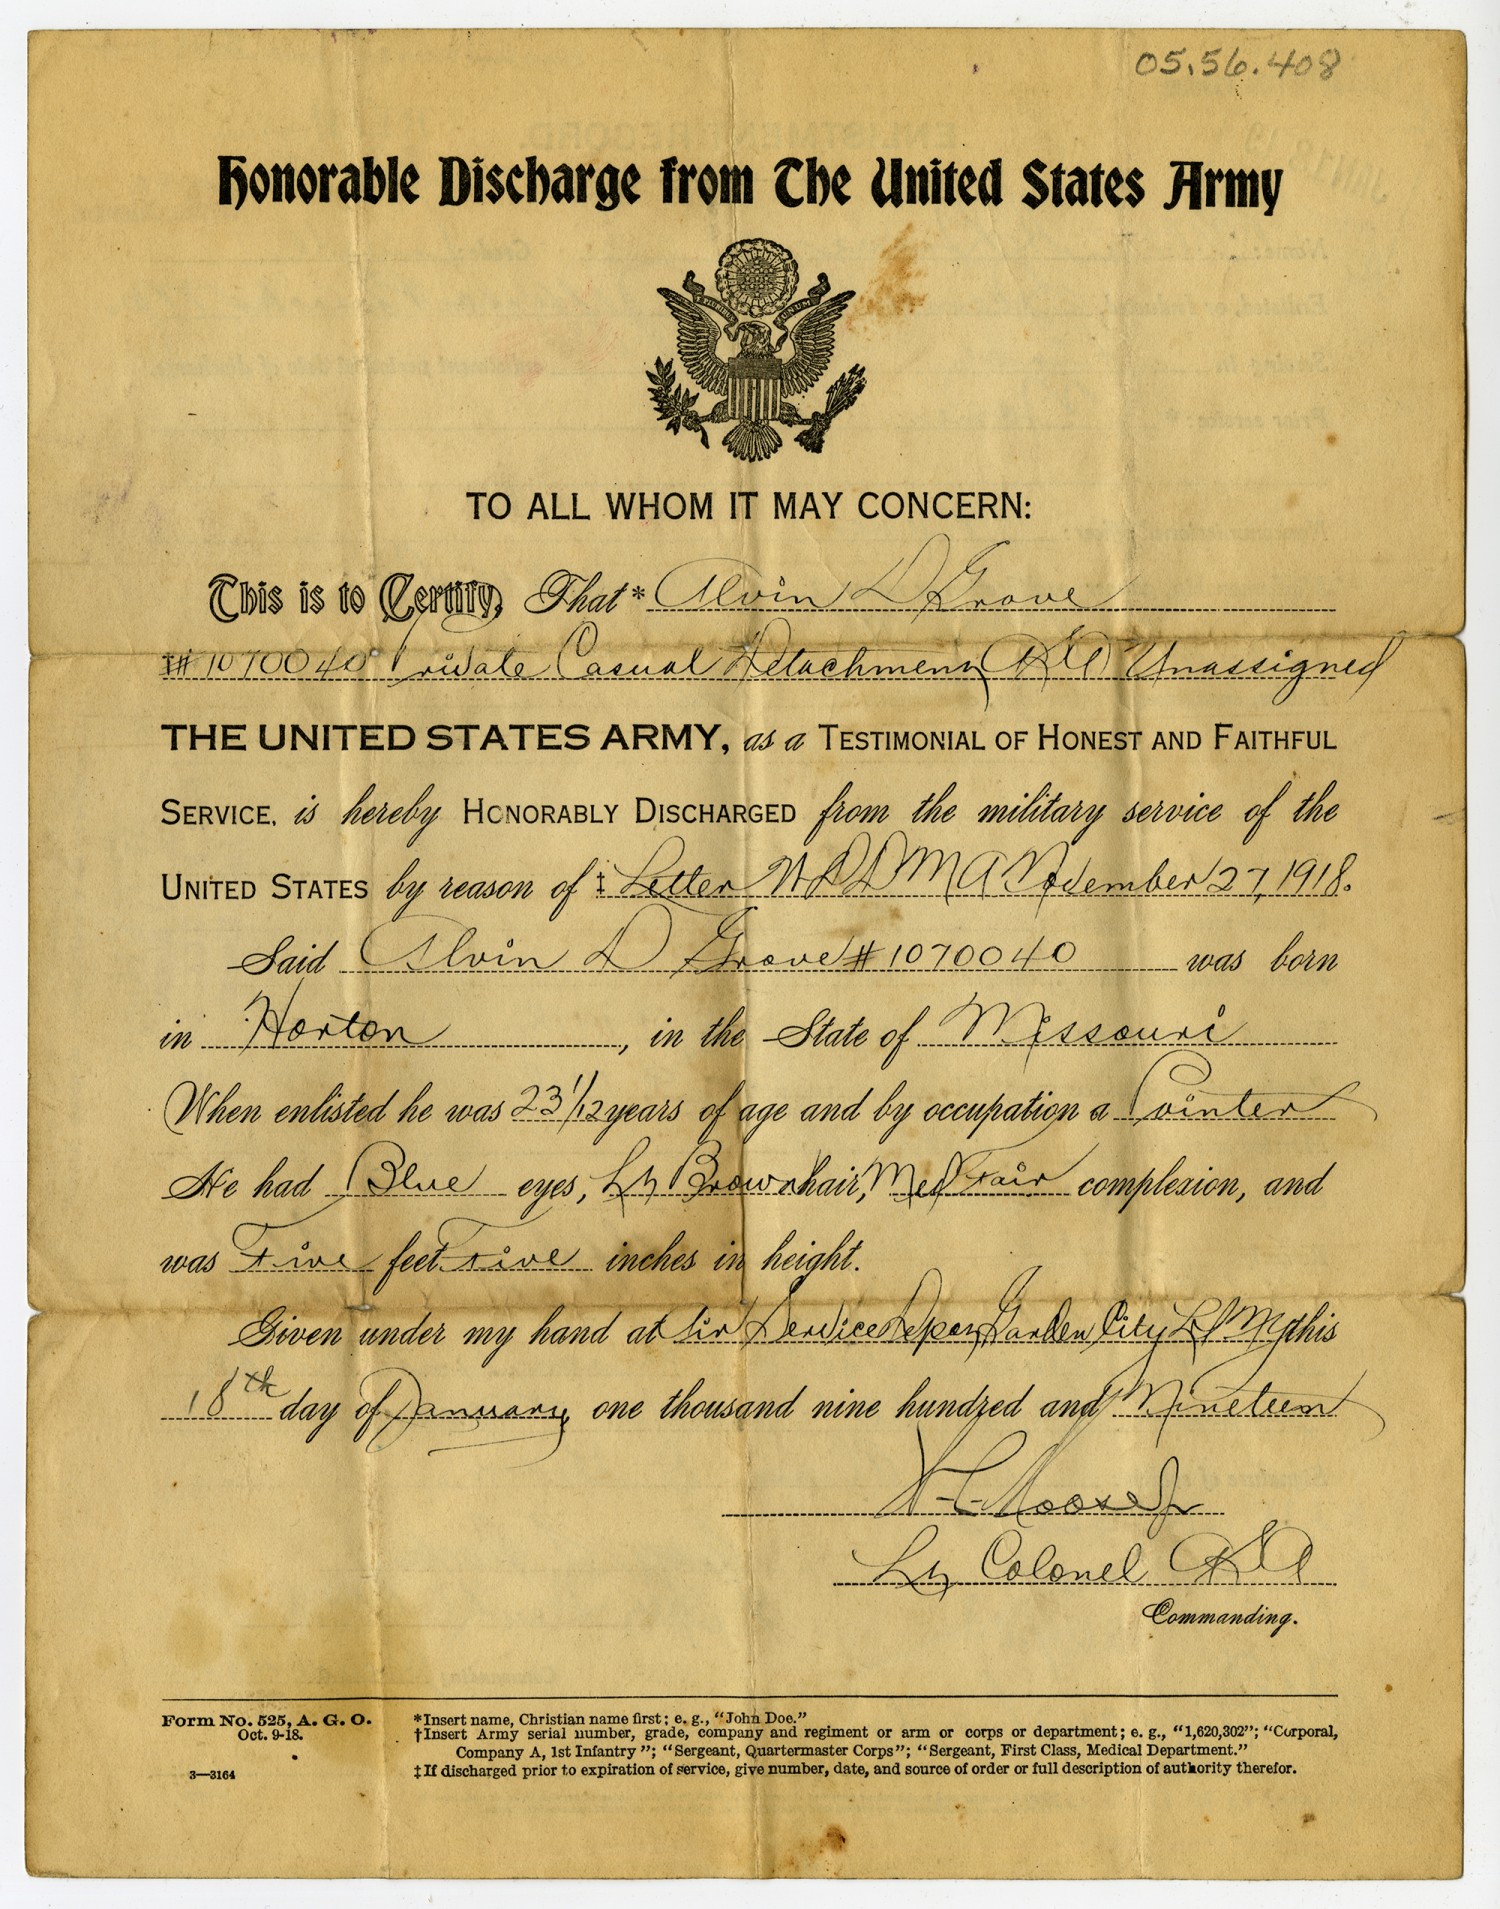 05.56.408
Honorable Discharge from The United States Army
TO ALL WHOM IT MAY CONCERN:
This is to Certify, That* Alvin D Grove
†# 1070040 Private Casual Detachment Unassigned
THE UNITED STATES ARMY, as a TESTIMONIAL OF HONEST AND FAITHFUL
SERVICE, is hereby HONORABLY DISCHARGED from the military service of the
UNITED STATES by reason of ‡ Letter W D D M A November 27, 1918.
Said Alvin D Grove # 1070040 was born
in Horton, in the State of Missouri
When enlisted he was 23 1/12 years of age and by occupation a
He had Blue eyes, Lt Brown hair, Med Fair complexion, and
was Five feet Five inches in height.
Given under my hand at Air Service Depot, Garden City L I N Y this
18th day of January, one thousand nine hundred and Nineteen
Jr
Lt Colonel
Commanding.
Form No. 525, A. G. O.
Oct. 9-18.
3—3164
*Insert name, Christian name first; e. g., "John Doe."
†Insert Army serial number, grade, company and regiment or arm or corps or department; e. g., "1,620,302"; "Corporal,
Company A, 1st Infantry"; "Sergeant, Quartermaster Corps"; "Sergeant, First Class, Medical Department."
‡If discharged prior to expiration of service, give number, date, and source of order or full description of authority therefor.